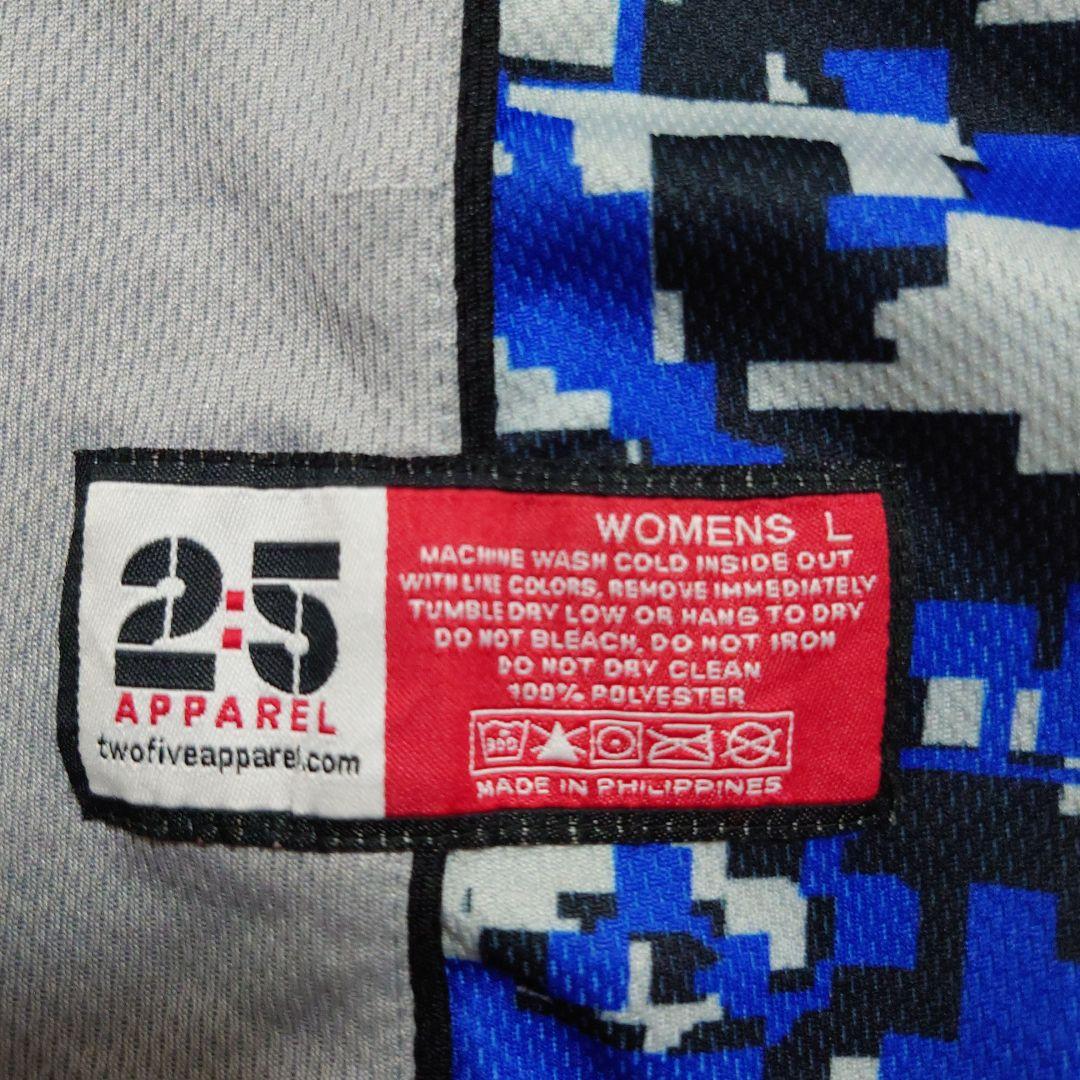 2:5
APPAREL
twofiveapparel.com
WOMENS L
MACHINE WASH COLD INSIDE OUT
WITH LIKE COLORS, REMOVE IMMEDIATELY
TUMBLE DRY LOW OR HANG TO DRY
DO NOT BLEACH, DO NOT IRON
DO NOT DRY CLEAN
100% POLYESTER
MADE IN PHILIPPINES